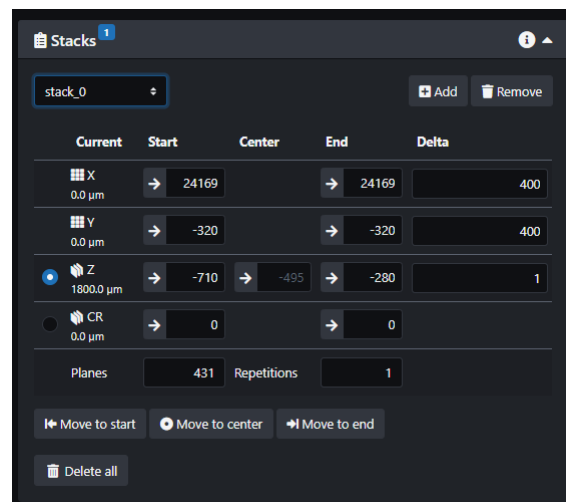 Stacks 1
stack_0 Add Remove
Current Start Center End Delta
X 24169 24169 400
0.0 µm
Y -320 -320 400
0.0 µm
Z -710 -495 -280 1
1800.0 µm
CR 0 0
0.0 µm
Planes 431 Repetitions 1
Move to start Move to center Move to end
Delete all